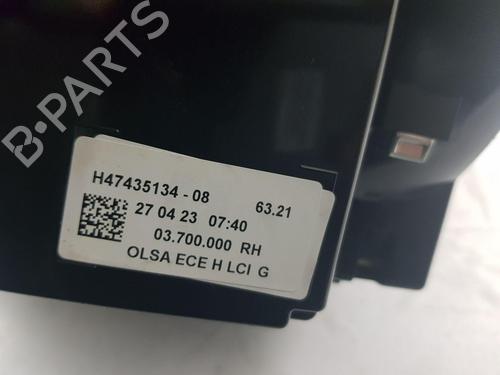 B-PARTS
H47435134 - 08 63.21
27 04 23 07:40
03.700.000 RH
OLSA ECE H LCI G